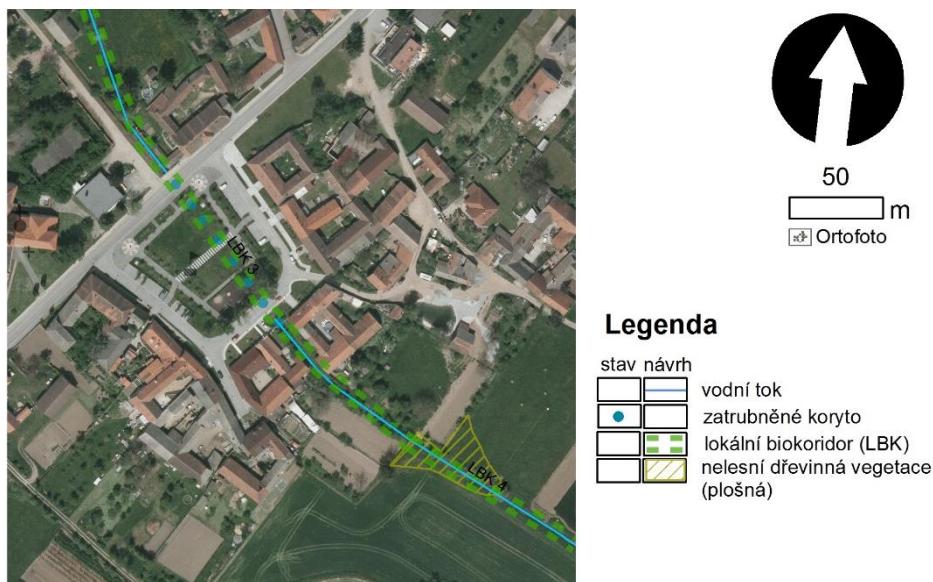 LBK 3
LBK 4
50
m
Ortofoto
Legenda
stav návrh
vodní tok
zatrubněné koryto
lokální biokoridor (LBK)
nelesní dřevinná vegetace
(plošná)